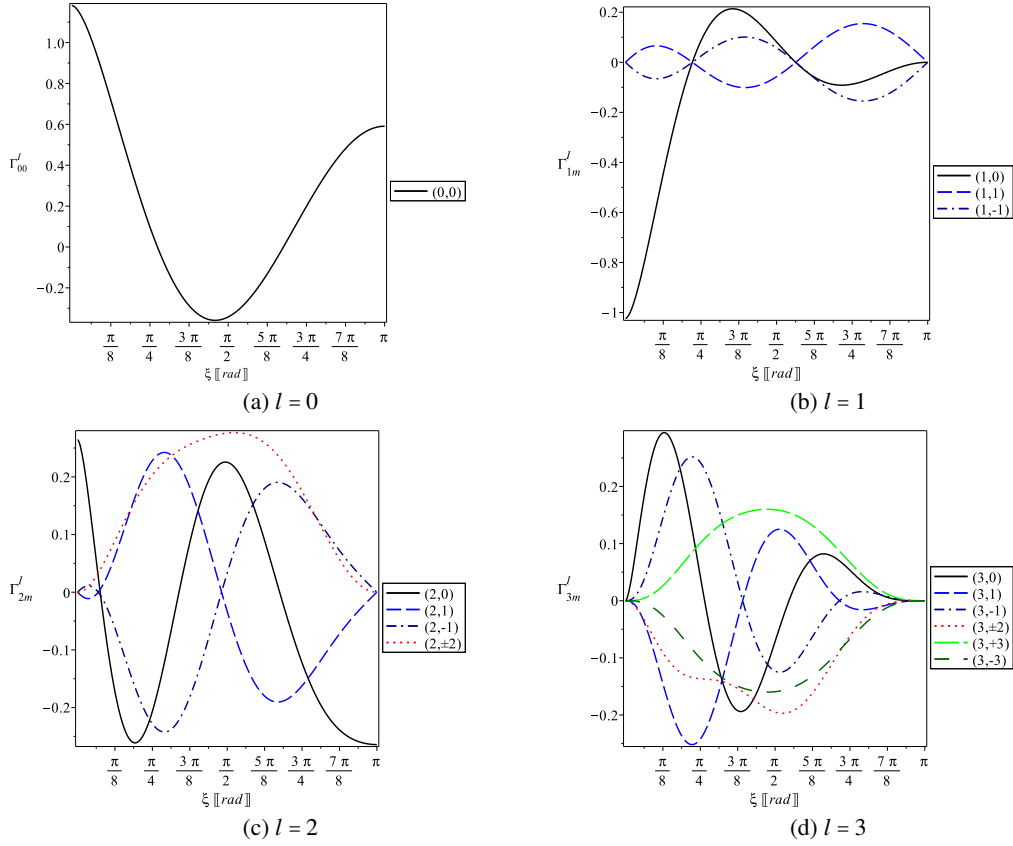 1.0
0.8
0.6
Γ^I_00
0.4
0.2
0
−0.2
π/8 π/4 3π/8 π/2 5π/8 3π/4 7π/8 π
ξ ⟦rad⟧
(0,0)
(a) l = 0
0.2
0
−0.2
Γ^I_1m
−0.4
−0.6
−0.8
−1
π/8 π/4 3π/8 π/2 5π/8 3π/4 7π/8 π
ξ ⟦rad⟧
(1,0)
(1,1)
(1,-1)
(b) l = 1
0.2
0.1
0
Γ^I_2m
−0.1
−0.2
π/8 π/4 3π/8 π/2 5π/8 3π/4 7π/8 π
ξ ⟦rad⟧
(2,0)
(2,1)
(2,-1)
(2,±2)
(c) l = 2
0.2
0.1
0
Γ^I_3m
−0.1
−0.2
π/8 π/4 3π/8 π/2 5π/8 3π/4 7π/8 π
ξ ⟦rad⟧
(3,0)
(3,1)
(3,-1)
(3,±2)
(3,+3)
(3,-3)
(d) l = 3